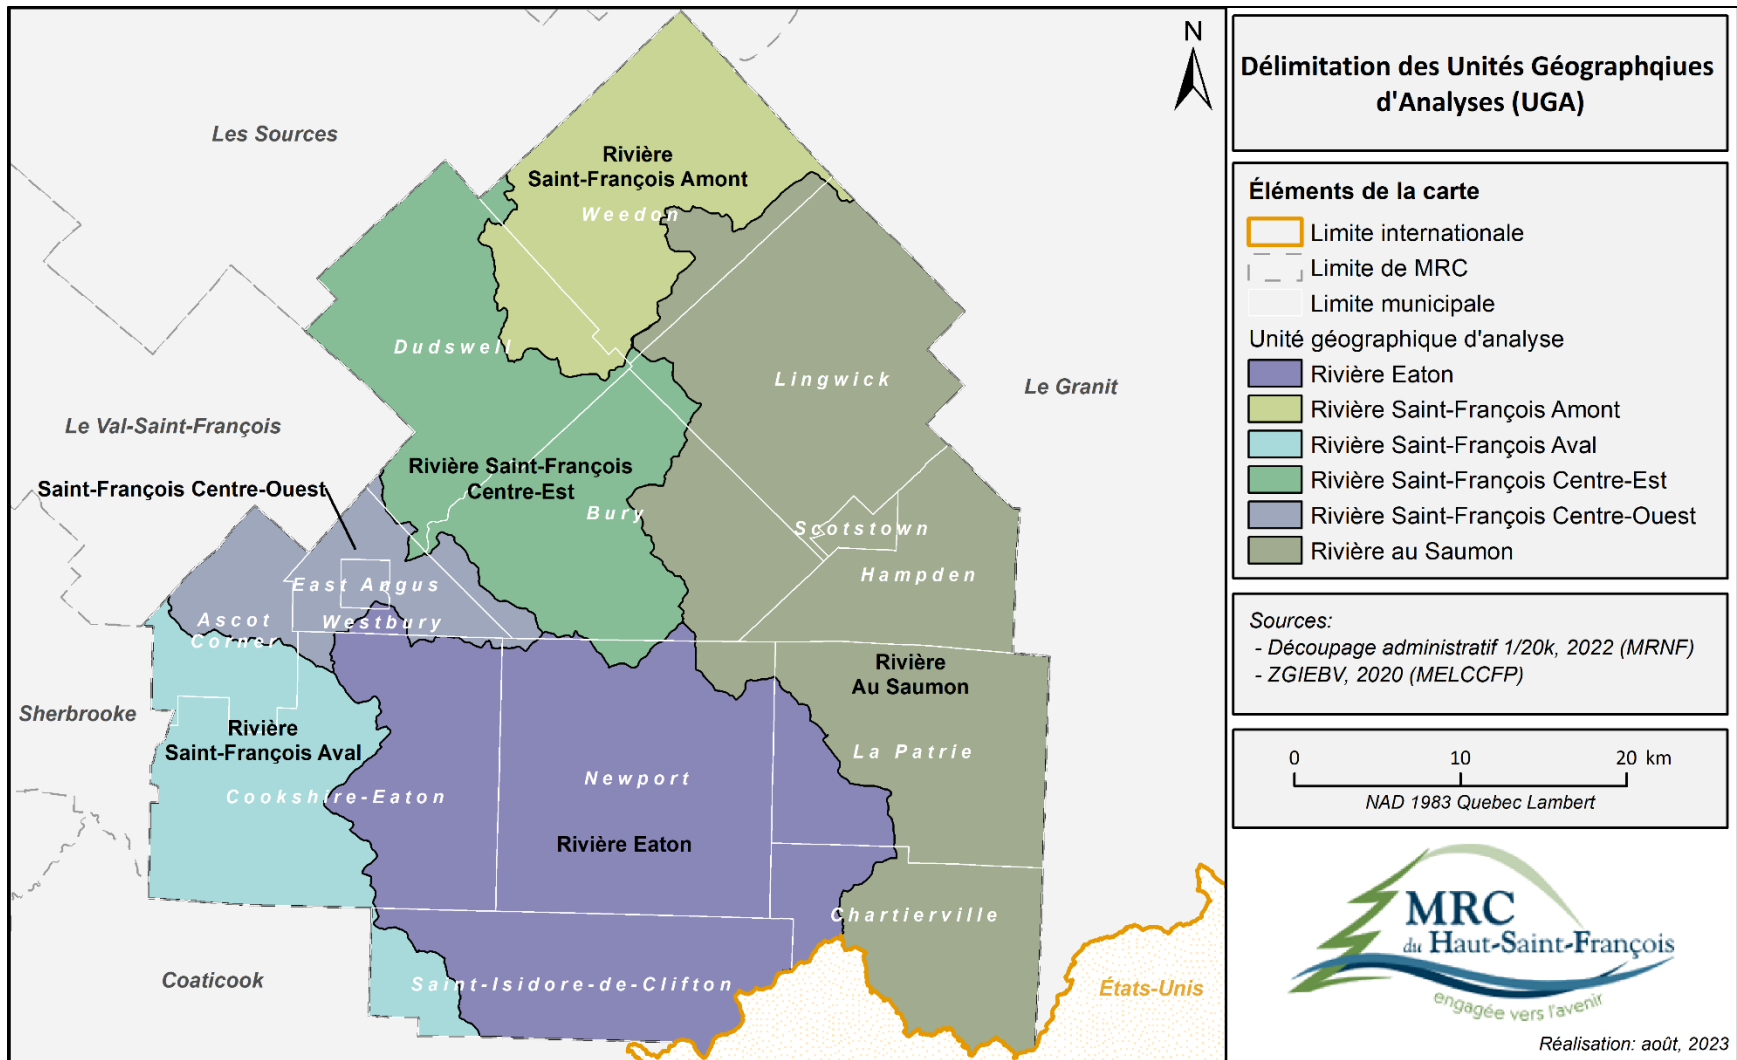 N
Les Sources
Rivière
Saint-François Amont
Weedon
Dudswell
Lingwick
Le Granit
Le Val-Saint-François
Rivière Saint-François
Centre-Est
Saint-François Centre-Ouest
Bury
Scotstown
Hampden
East Angus
Westbury
Ascot
Corner
Rivière
Au Saumon
Sherbrooke
Rivière
Saint-François Aval
La Patrie
Newport
Cookshire-Eaton
Rivière Eaton
Chartierville
Coaticook
Saint-Isidore-de-Clifton
États-Unis
Délimitation des Unités Géographqiues
d'Analyses (UGA)
Éléments de la carte
Limite internationale
Limite de MRC
Limite municipale
Unité géographique d'analyse
Rivière Eaton
Rivière Saint-François Amont
Rivière Saint-François Aval
Rivière Saint-François Centre-Est
Rivière Saint-François Centre-Ouest
Rivière au Saumon
Sources:
- Découpage administratif 1/20k, 2022 (MRNF)
- ZGIEBV, 2020 (MELCCFP)
0 10 20 km
NAD 1983 Quebec Lambert
MRC
du Haut-Saint-François
engagée vers l'avenir
Réalisation: août, 2023